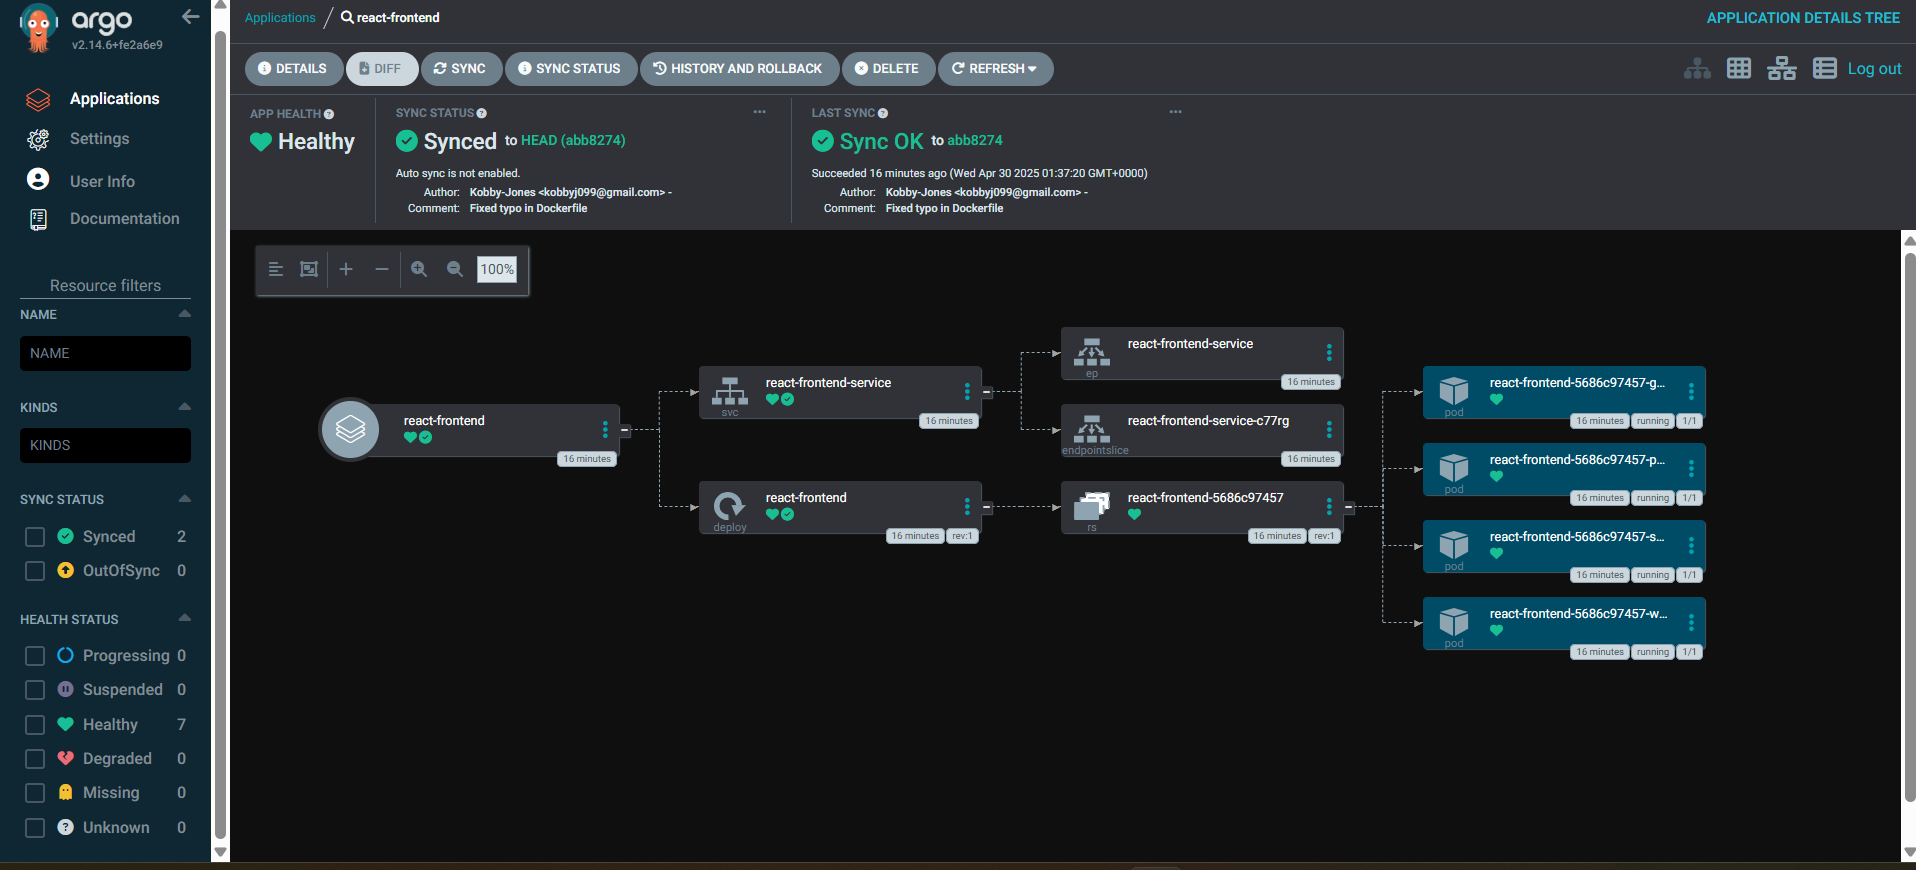 argo
v2.14.6+fe2a6e9
Applications
Settings
User Info
Documentation
Resource filters
NAME
NAME
KINDS
KINDS
SYNC STATUS
Synced 2
OutOfSync 0
HEALTH STATUS
Progressing 0
Suspended 0
Healthy 7
Degraded 0
Missing 0
Unknown 0
Applications / react-frontend
APPLICATION DETAILS TREE
DETAILS DIFF SYNC SYNC STATUS HISTORY AND ROLLBACK DELETE REFRESH
Log out
APP HEALTH
Healthy
SYNC STATUS
Synced to HEAD (abb8274)
Auto sync is not enabled.
Author: Kobby-Jones <kobbyj099@gmail.com> -
Comment: Fixed typo in Dockerfile
LAST SYNC
Sync OK to abb8274
Succeeded 16 minutes ago (Wed Apr 30 2025 01:37:20 GMT+0000)
Author: Kobby-Jones <kobbyj099@gmail.com> -
Comment: Fixed typo in Dockerfile
100%
react-frontend
16 minutes
react-frontend-service
svc
16 minutes
react-frontend
deploy
16 minutes rev:1
react-frontend-service
ep
16 minutes
react-frontend-service-c77rg
endpointslice
16 minutes
react-frontend-5686c97457
rs
16 minutes rev:1
react-frontend-5686c97457-g...
pod
16 minutes running 1/1
react-frontend-5686c97457-p...
pod
16 minutes running 1/1
react-frontend-5686c97457-s...
pod
16 minutes running 1/1
react-frontend-5686c97457-w...
pod
16 minutes running 1/1